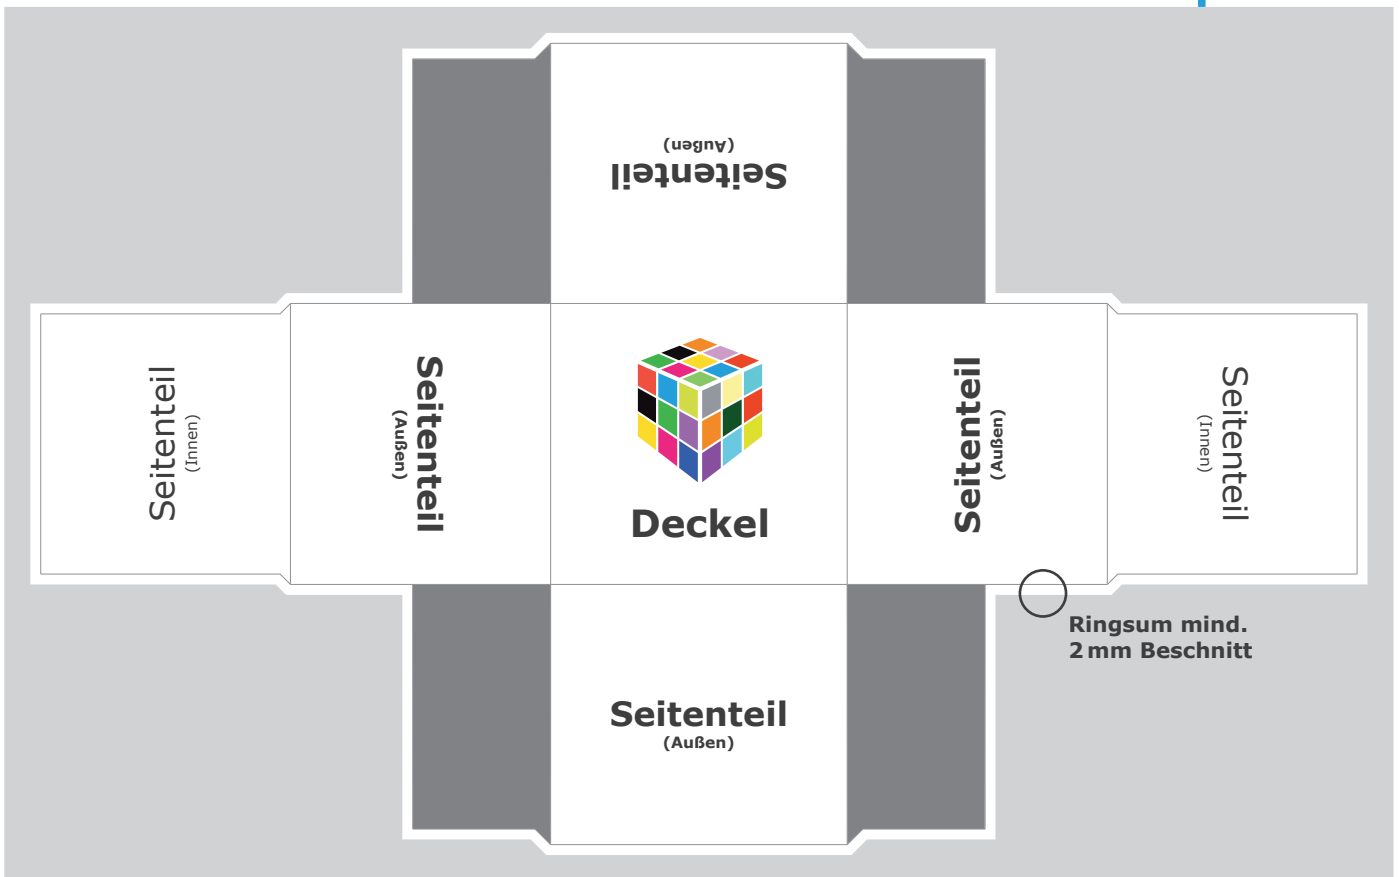 Seitenteil
(Außen)
Seitenteil
(Innen)
Seitenteil
(Außen)
Deckel
Seitenteil
(Außen)
Seitenteil
(Innen)
Ringsum mind.
2 mm Beschnitt
Seitenteil
(Außen)